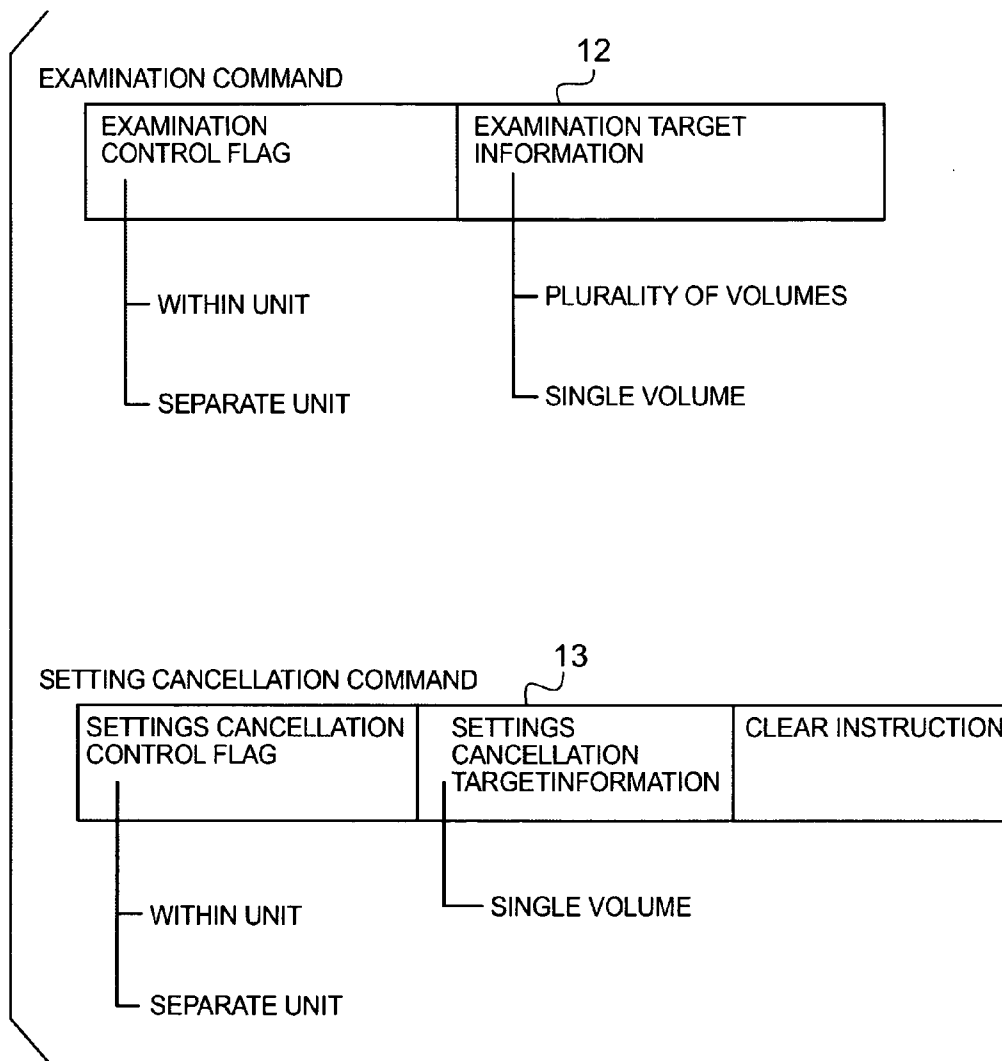 12
EXAMINATION COMMAND
EXAMINATION
CONTROL FLAG
EXAMINATION TARGET
INFORMATION
WITHIN UNIT
SEPARATE UNIT
PLURALITY OF VOLUMES
SINGLE VOLUME
13
SETTING CANCELLATION COMMAND
SETTINGS CANCELLATION
CONTROL FLAG
SETTINGS
CANCELLATION
TARGETINFORMATION
CLEAR INSTRUCTION
WITHIN UNIT
SEPARATE UNIT
SINGLE VOLUME